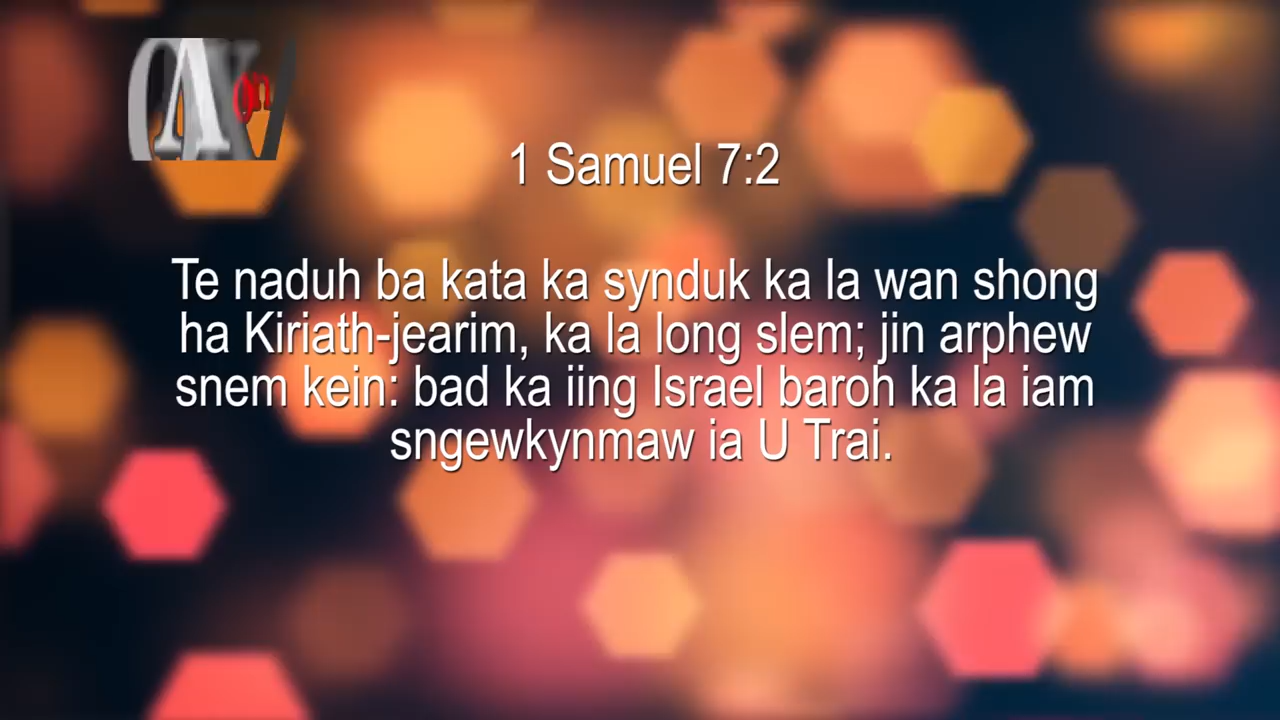 1 Samuel 7:2
Te naduh ba kata ka synduk ka la wan shong
ha Kiriath-jearim, ka la long slem; jin arphew
snem kein: bad ka iing Israel baroh ka la iam
sngewkynmaw ia U Trai.